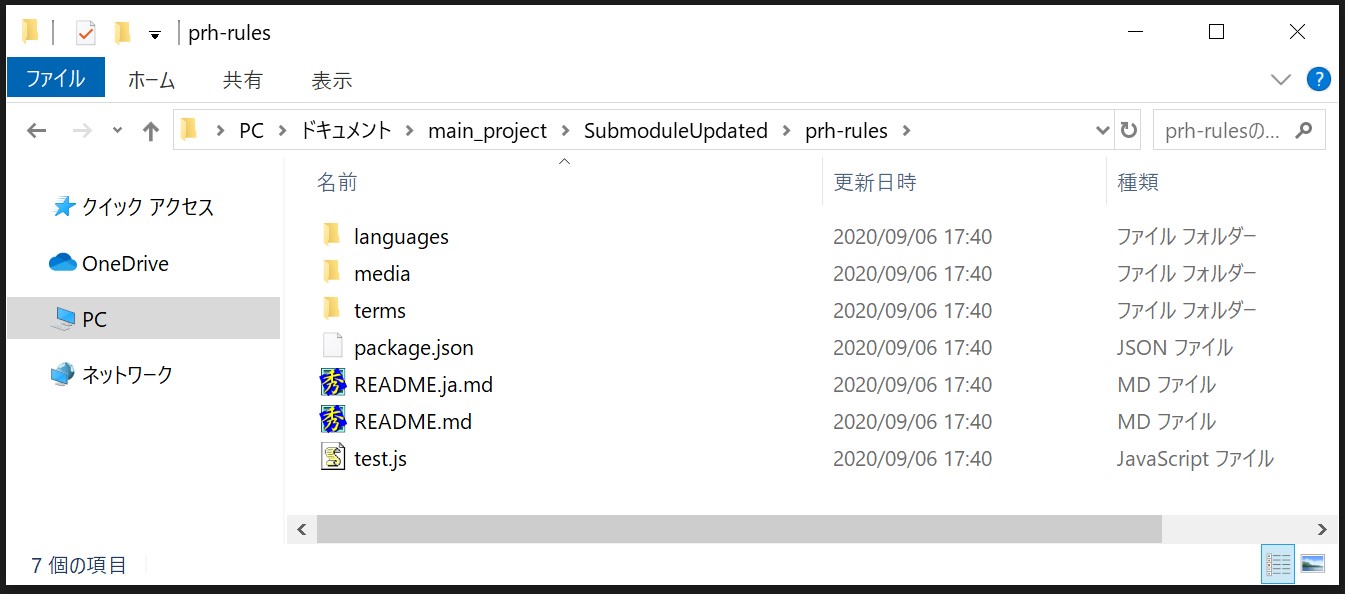 prh-rules
ファイル ホーム 共有 表示
PC ドキュメント main_project SubmoduleUpdated prh-rules prh-rulesの...
名前 更新日時 種類
クイック アクセス
OneDrive
PC
ネットワーク
languages 2020/09/06 17:40 ファイル フォルダー
media 2020/09/06 17:40 ファイル フォルダー
terms 2020/09/06 17:40 ファイル フォルダー
package.json 2020/09/06 17:40 JSON ファイル
README.ja.md 2020/09/06 17:40 MD ファイル
README.md 2020/09/06 17:40 MD ファイル
test.js 2020/09/06 17:40 JavaScript ファイル
7 個の項目